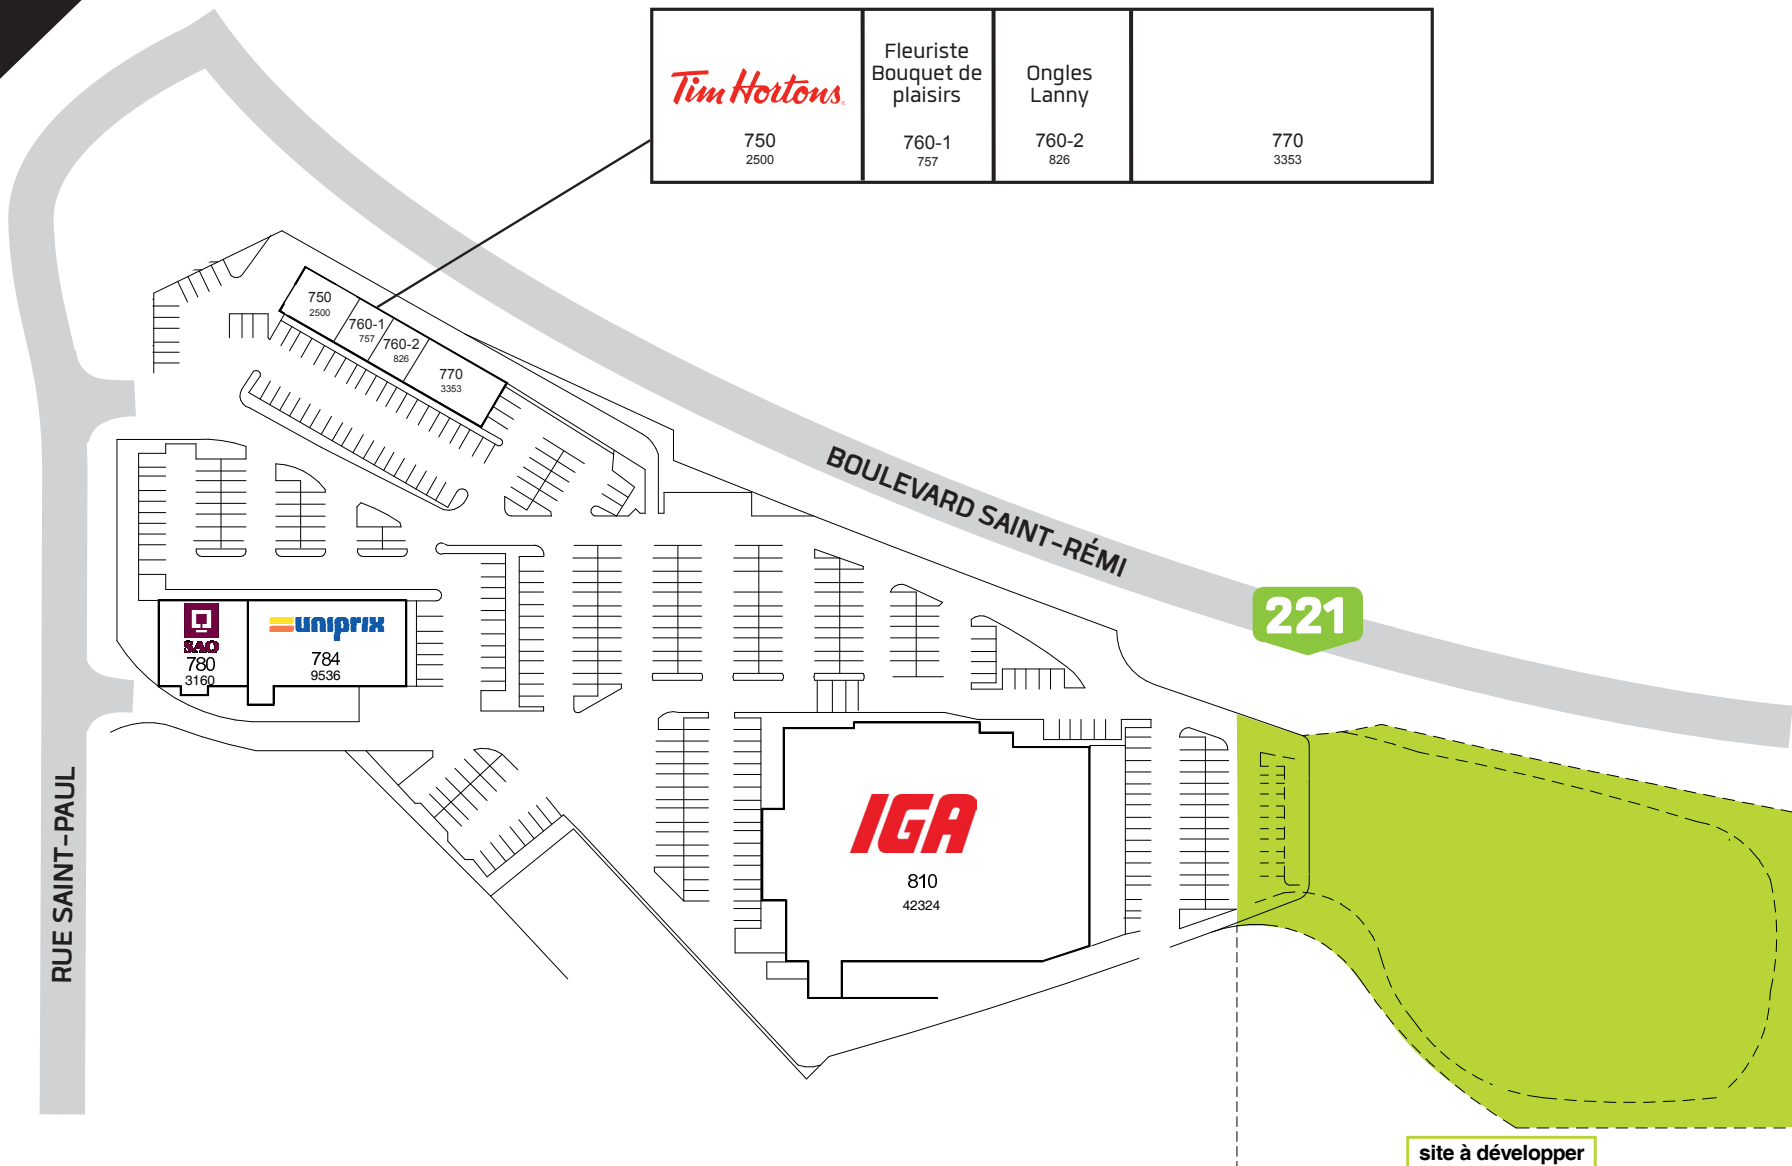 Tim Hortons
750
2500
Fleuriste
Bouquet de
plaisirs
760-1
757
Ongles
Lanny
760-2
826
770
3353
750
2500
760-1
757
760-2
826
770
3353
BOULEVARD SAINT-RÉMI
221
SAQ
780
3160
uniprix
784
9536
IGA
810
42324
RUE SAINT-PAUL
site à développer